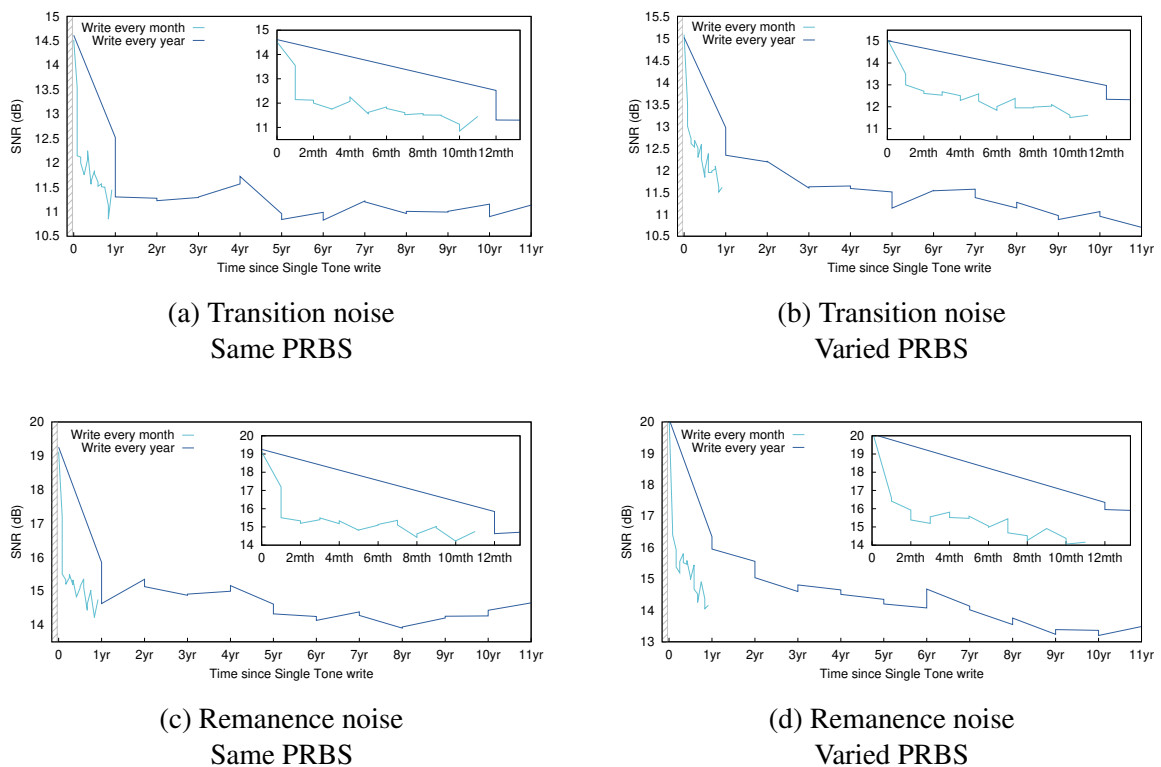 15
14.5
14
13.5
13
12.5
12
11.5
11
10.5
SNR (dB)
Write every month
Write every year
15
14
13
12
11
0 2mth 4mth 6mth 8mth 10mth 12mth
0 1yr 2yr 3yr 4yr 5yr 6yr 7yr 8yr 9yr 10yr 11yr
Time since Single Tone write
(a) Transition noise
Same PRBS
15.5
15
14.5
14
13.5
13
12.5
12
11.5
11
10.5
SNR (dB)
Write every month
Write every year
15
14
13
12
11
0 2mth 4mth 6mth 8mth 10mth 12mth
0 1yr 2yr 3yr 4yr 5yr 6yr 7yr 8yr 9yr 10yr 11yr
Time since Single Tone write
(b) Transition noise
Varied PRBS
20
19
18
17
16
15
14
SNR (dB)
Write every month
Write every year
20
19
18
17
16
15
14
0 2mth 4mth 6mth 8mth 10mth 12mth
0 1yr 2yr 3yr 4yr 5yr 6yr 7yr 8yr 9yr 10yr 11yr
Time since Single Tone write
(c) Remanence noise
Same PRBS
20
19
18
17
16
15
14
13
SNR (dB)
Write every month
Write every year
20
19
18
17
16
15
14
0 2mth 4mth 6mth 8mth 10mth 12mth
0 1yr 2yr 3yr 4yr 5yr 6yr 7yr 8yr 9yr 10yr 11yr
Time since Single Tone write
(d) Remanence noise
Varied PRBS